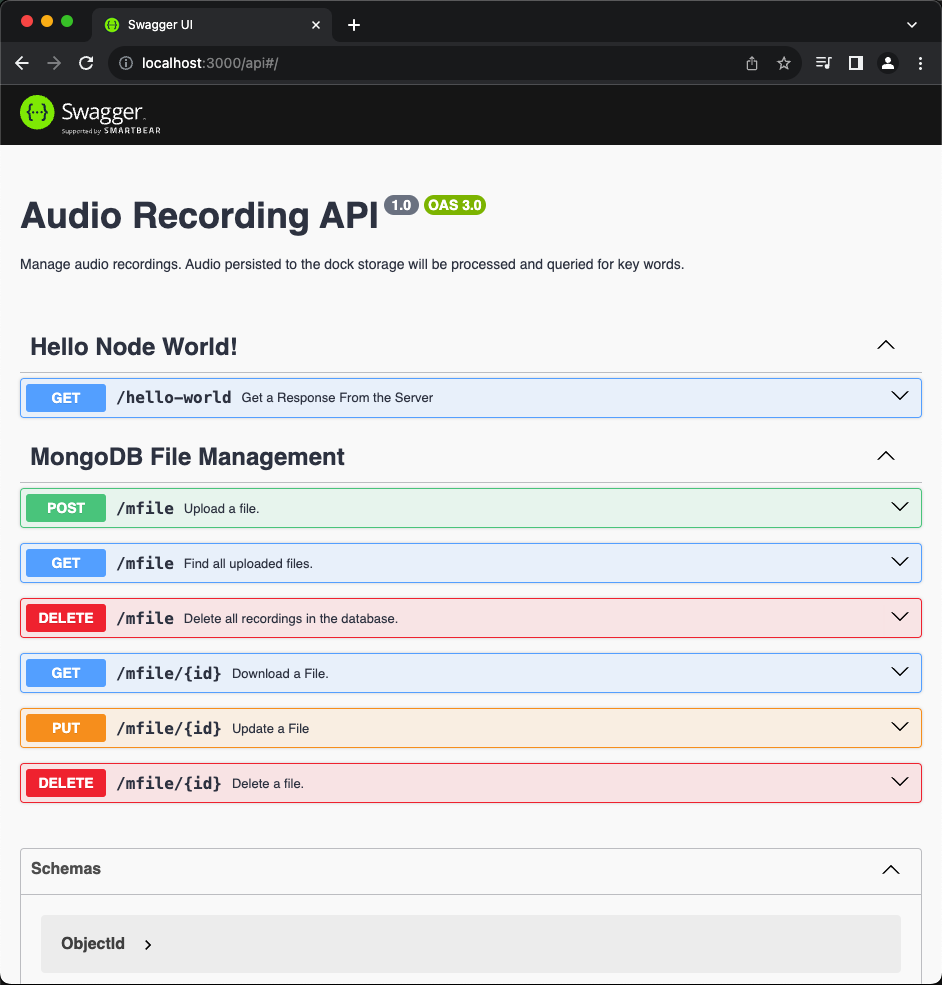 Swagger UI
localhost:3000/api#/
Swagger.
Supported by SMARTBEAR
Audio Recording API 1.0 OAS 3.0
Manage audio recordings. Audio persisted to the dock storage will be processed and queried for key words.
Hello Node World!
GET /hello-world Get a Response From the Server
MongoDB File Management
POST /mfile Upload a file.
GET /mfile Find all uploaded files.
DELETE /mfile Delete all recordings in the database.
GET /mfile/{id} Download a File.
PUT /mfile/{id} Update a File
DELETE /mfile/{id} Delete a file.
Schemas
ObjectId